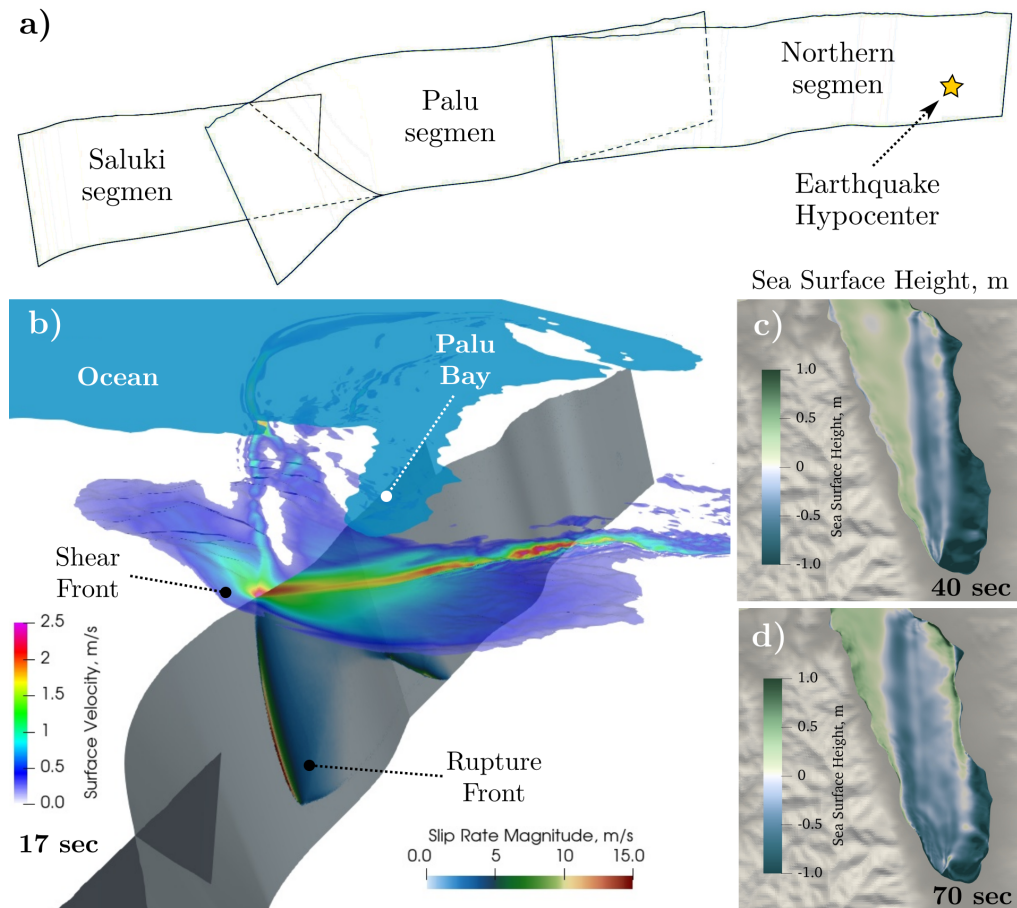 a)
Saluki
segmen
Palu
segmen
Northern
segmen
Earthquake
Hypocenter
b)
Ocean
Palu
Bay
Shear
Front
Rupture
Front
2.5
2
1.5
1
0.5
0.0
Surface Velocity, m/s
17 sec
Slip Rate Magnitude, m/s
0.0 5 10 15.0
Sea Surface Height, m
c)
1.0
0.5
0
-0.5
-1.0
Sea Surface Height, m
40 sec
d)
1.0
0.5
0
-0.5
-1.0
Sea Surface Height, m
70 sec